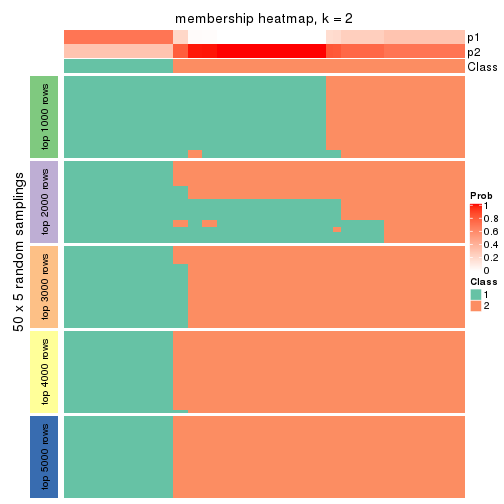 membership heatmap, k = 2
p1
p2
Class
50 x 5 random samplings
top 1000 rows
top 2000 rows
top 3000 rows
top 4000 rows
top 5000 rows
Prob
1
0.8
0.6
0.4
0.2
0
Class
1
2